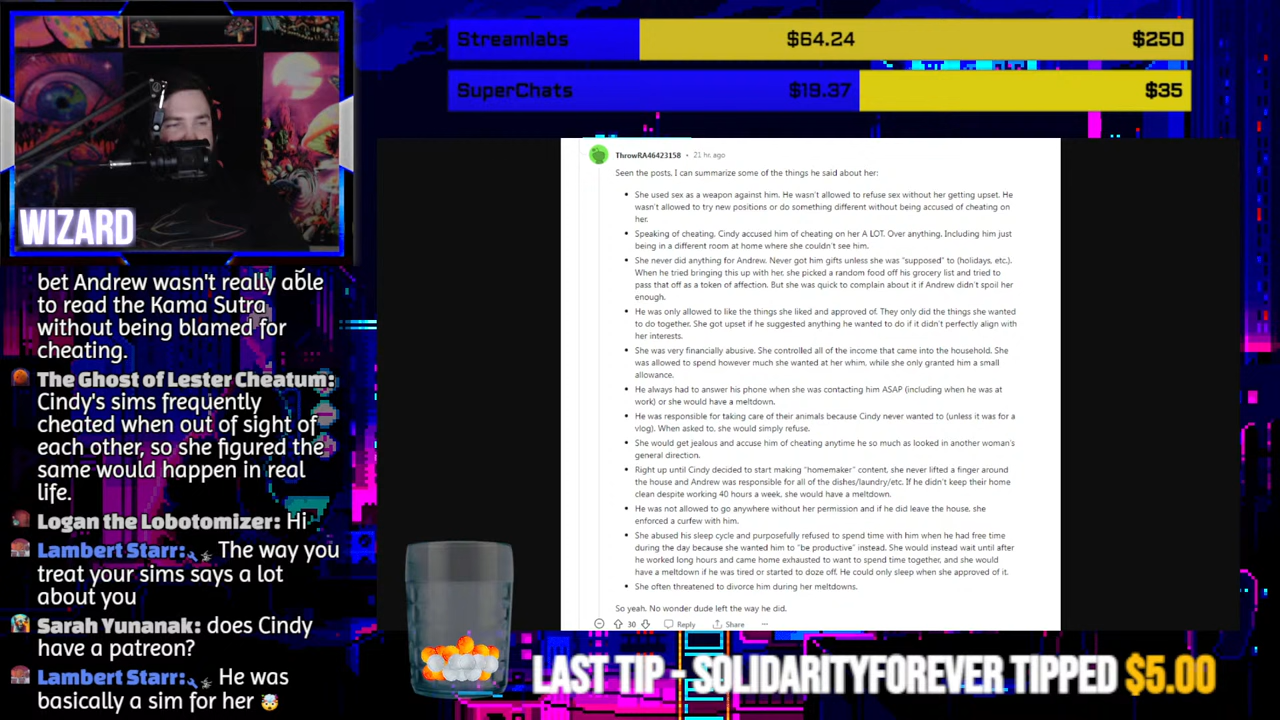 Streamlabs $64.24 $250
SuperChats $19.37 $35
WIZARD
bet Andrew wasn't really able
to read the Kama Sutra
without being blamed for
cheating.
The Ghost of Lester Cheatum:
Cindy's sims frequently
cheated when out of sight of
each other, so she figured the
same would happen in real
life.
Logan the Lobotomizer: Hi
Lambert Starr: The way you
treat your sims says a lot
about you
Sarah Yunanak: does Cindy
have a patreon?
Lambert Starr: He was
basically a sim for her 🤯
ThrowRA46423158 • 21 hr. ago
Seen the posts, I can summarize some of the things he said about her:
• She used sex as a weapon against him. He wasn't allowed to refuse sex without her getting upset. He
wasn't allowed to try new positions or do something different without being accused of cheating on
her.
• Speaking of cheating, Cindy accused him of cheating on her A LOT. Over anything. Including him just
being in a different room at home where she couldn't see him.
• She never did anything for Andrew. Never got him gifts unless she was "supposed" to (holidays, etc.).
When he tried bringing this up with her, she picked a random food off his grocery list and tried to
pass that off as a token of affection. But she was quick to complain about it if Andrew didn't spoil her
enough.
• He was only allowed to like the things she liked and approved of. They only did the things she wanted
to do together. She got upset if he suggested anything he wanted to do if it didn't perfectly align with
her interests.
• She was very financially abusive. She controlled all of the income that came into the household. She
was allowed to spend however much she wanted at her whim, while she only granted him a small
allowance.
• He always had to answer his phone when she was contacting him ASAP (including when he was at
work) or she would have a meltdown.
• He was responsible for taking care of their animals because Cindy never wanted to (unless it was for a
vlog). When asked to, she would simply refuse.
• She would get jealous and accuse him of cheating anytime he so much as looked in another woman's
general direction.
• Right up until Cindy decided to start making "homemaker" content, she never lifted a finger around
the house and Andrew was responsible for all of the dishes/laundry/etc. If he didn't keep their home
clean despite working 40 hours a week, she would have a meltdown.
• He was not allowed to go anywhere without her permission and if he did leave the house, she
enforced a curfew with him.
• She abused his sleep cycle and purposefully refused to spend time with him when he had free time
during the day because she wanted him to "be productive" instead. She would instead wait until after
he worked long hours and came home exhausted to want to spend time together, and she would
have a meltdown if he was tired or started to doze off. He could only sleep when she approved of it.
• She often threatened to divorce him during her meltdowns.
So yeah. No wonder dude left the way he did.
30 Reply Share ...
LAST TIP - SOLIDARITYFOREVER TIPPED $5.00